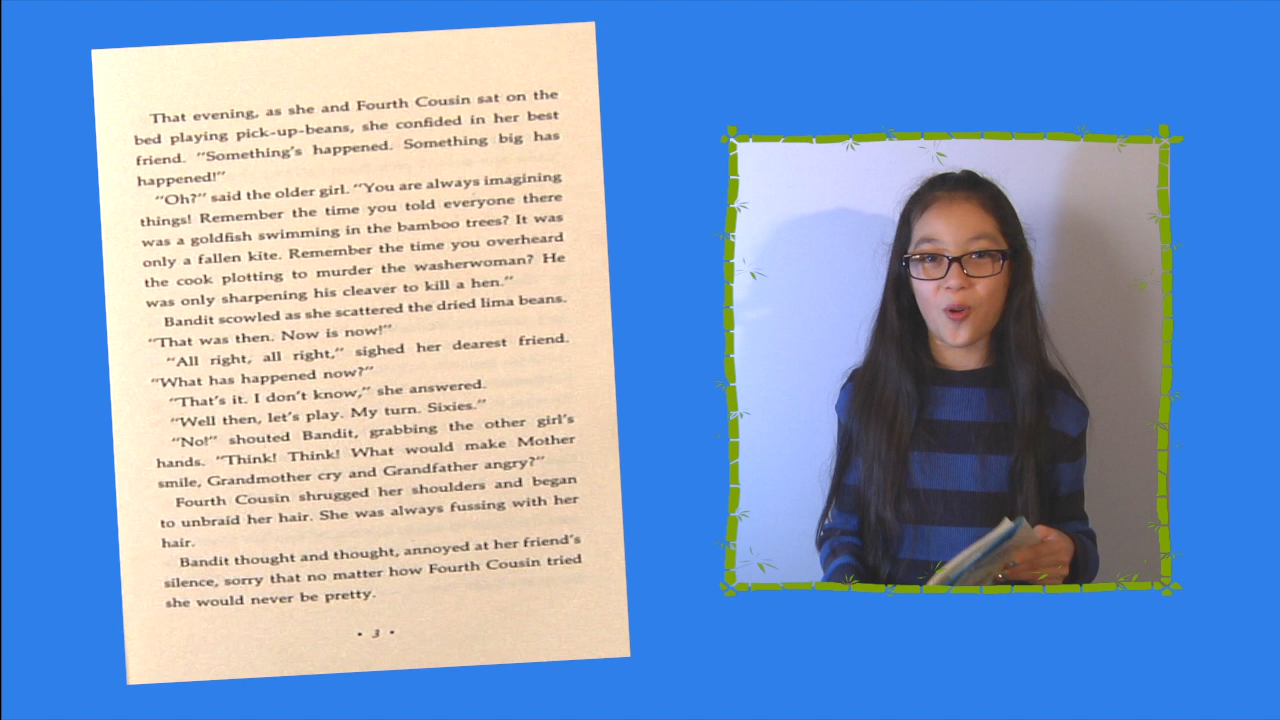 That evening, as she and Fourth Cousin sat on the
bed playing pick-up-beans, she confided in her best
friend. “Something's happened. Something big has
happened!”
“Oh?” said the older girl. “You are always imagining
things! Remember the time you told everyone there
was a goldfish swimming in the bamboo trees? It was
only a fallen kite. Remember the time you overheard
the cook plotting to murder the washerwoman? He
was only sharpening his cleaver to kill a hen.”
Bandit scowled as she scattered the dried lima beans.
“That was then. Now is now!”
“All right, all right,” sighed her dearest friend.
“What has happened now?”
“That's it. I don't know,” she answered.
“Well then, let's play. My turn. Sixies.”
“No!” shouted Bandit, grabbing the other girl's
hands. “Think! Think! What would make Mother
smile, Grandmother cry and Grandfather angry?”
Fourth Cousin shrugged her shoulders and began
to unbraid her hair. She was always fussing with her
hair.
Bandit thought and thought, annoyed at her friend's
silence, sorry that no matter how Fourth Cousin tried
she would never be pretty.
• 3 •